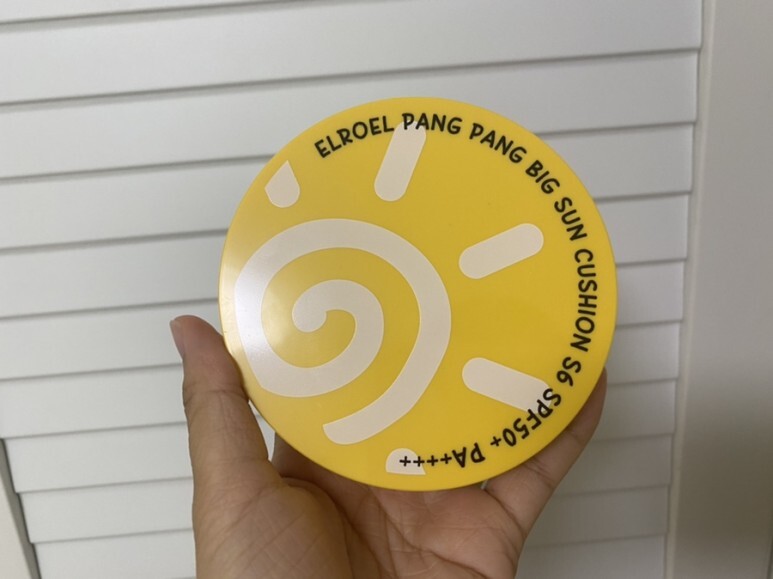 ELROEL PANG PANG BIG SUN CUSHION S6 SPF50+ PA++++